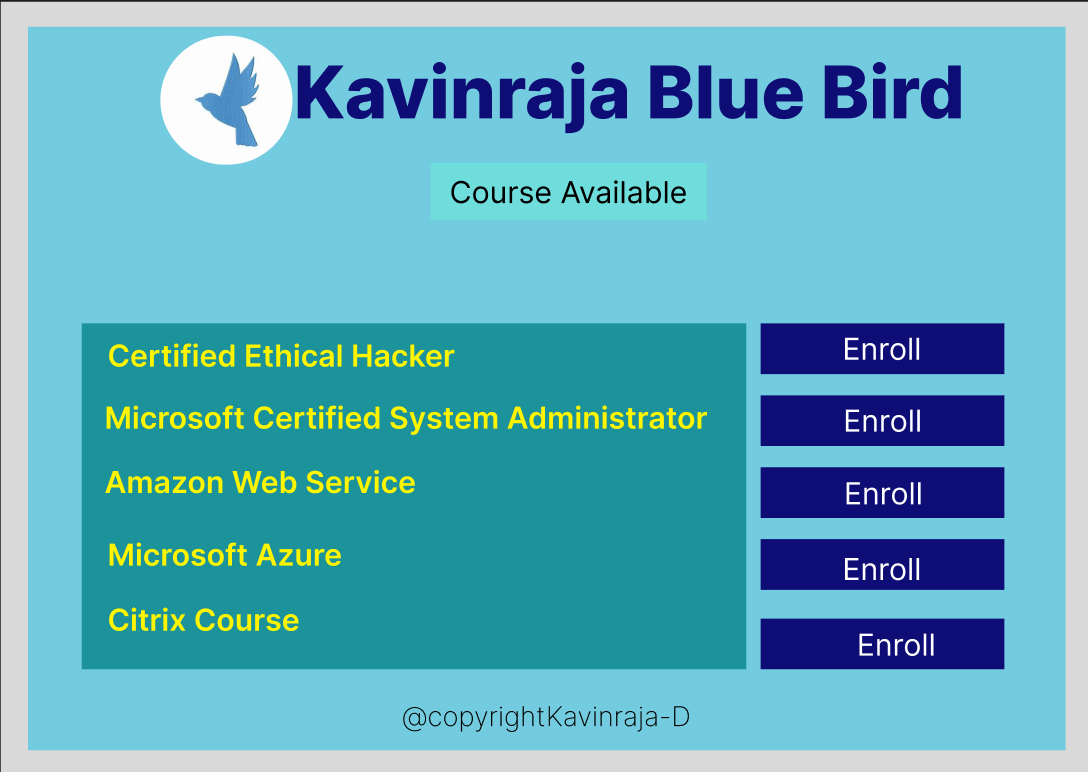 Kavinraja Blue Bird
Course Available
Certified Ethical Hacker
Enroll
Microsoft Certified System Administrator
Enroll
Amazon Web Service
Enroll
Microsoft Azure
Enroll
Citrix Course
Enroll
@copyrightKavinraja-D